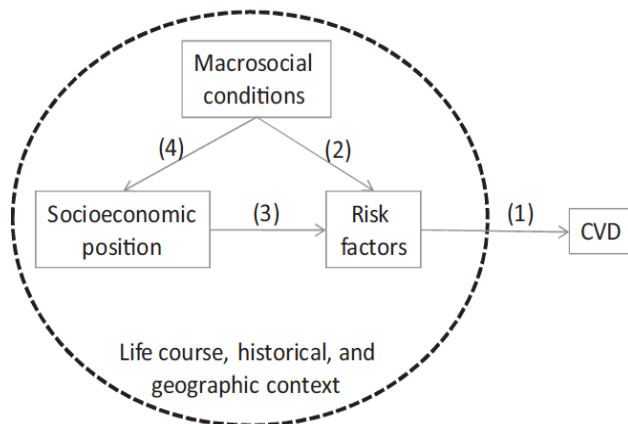 Macrosocial
conditions
(4)
(2)
Socioeconomic
position
(3)
Risk
factors
(1)
CVD
Life course, historical, and
geographic context